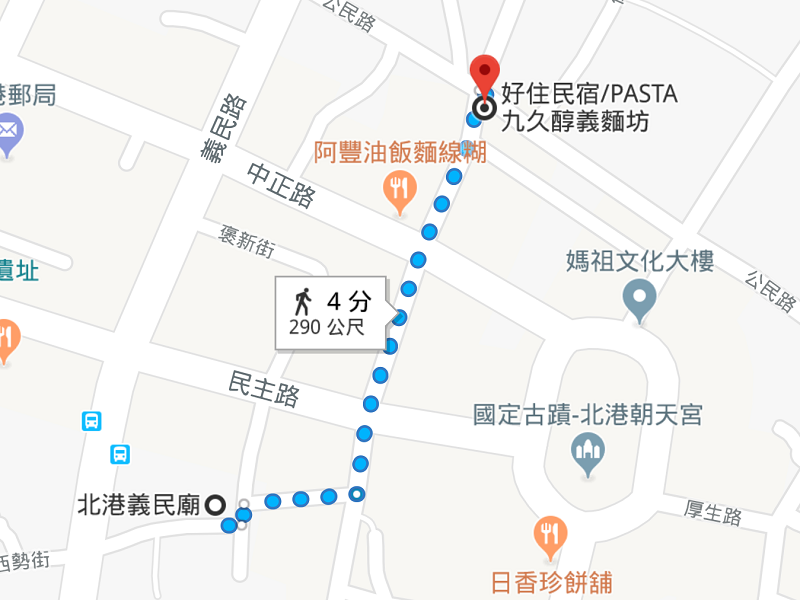 公民路
郵局
義民路
好住民宿/PASTA
九久醇義麵坊
阿豐油飯麵線糊
中正路
褒新街
遺址
媽祖文化大樓
公民路
4 分
290 公尺
民主路
國定古蹟-北港朝天宮
北港義民廟
厚生路
西勢街
日香珍餅舖